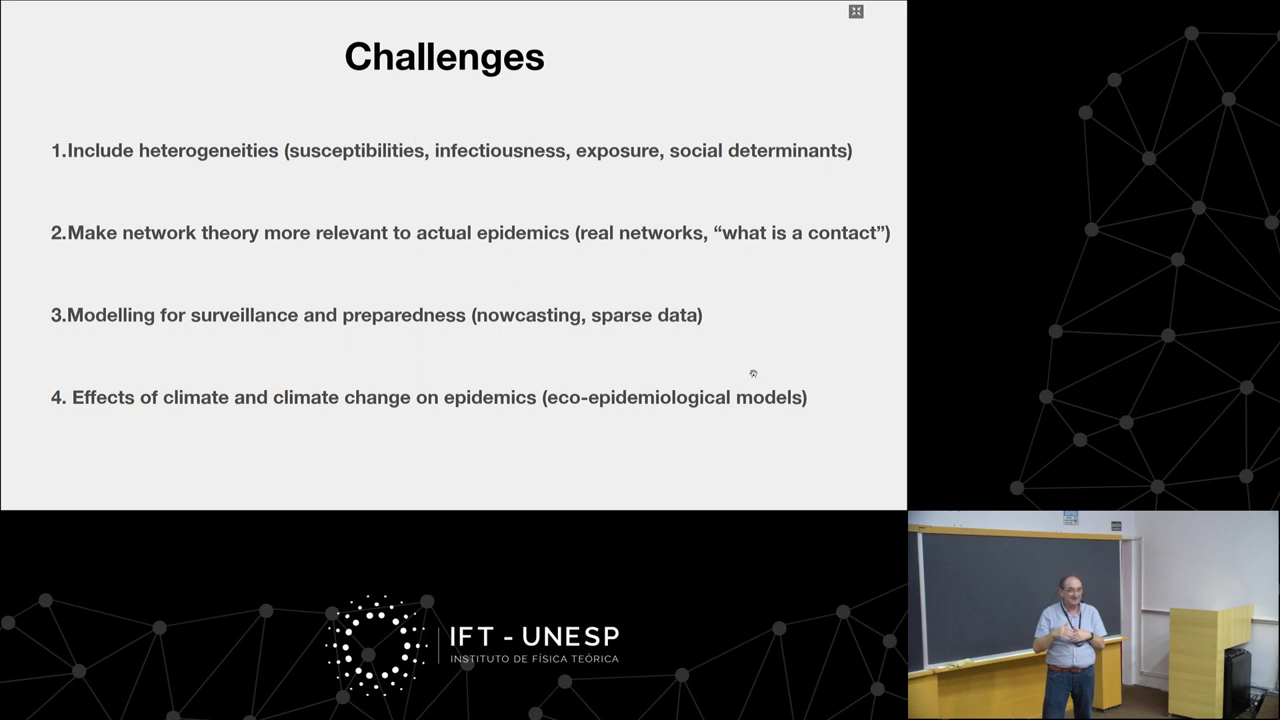 Challenges
1.Include heterogeneities (susceptibilities, infectiousness, exposure, social determinants)
2.Make network theory more relevant to actual epidemics (real networks, “what is a contact”)
3.Modelling for surveillance and preparedness (nowcasting, sparse data)
4. Effects of climate and climate change on epidemics (eco-epidemiological models)
IFT - UNESP
INSTITUTO DE FÍSICA TEÓRICA